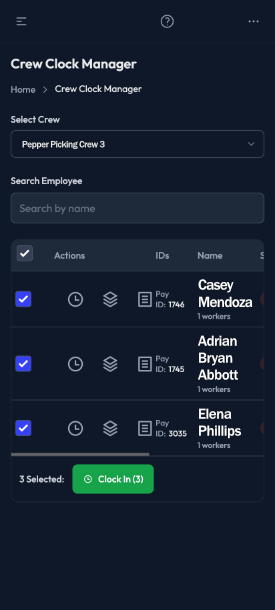 Crew Clock Manager
Home > Crew Clock Manager
Select Crew
Pepper Picking Crew 3
Search Employee
Search by name
Actions IDs Name S
Pay ID: 1746
Casey Mendoza
1 workers
Pay ID: 1745
Adrian Bryan Abbott
1 workers
Pay ID: 3035
Elena Phillips
1 workers
3 Selected: Clock In (3)